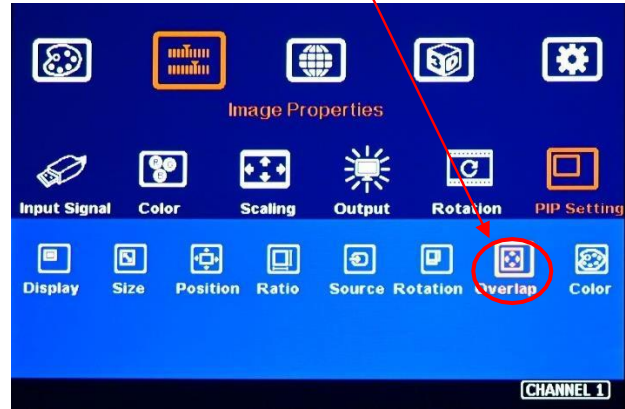 Image Properties
Input Signal Color Scaling Output Rotation PIP Setting
Display Size Position Ratio Source Rotation Overlap Color
CHANNEL 1